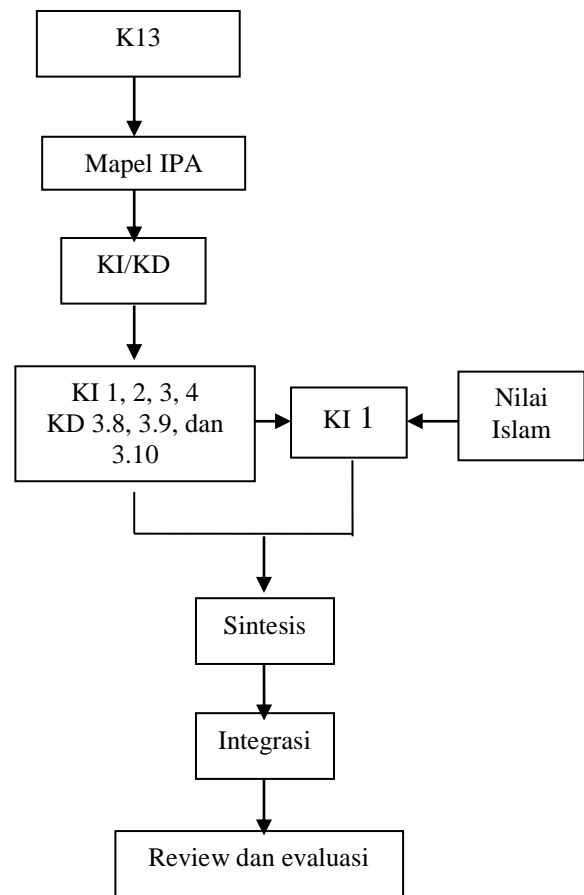 K13
Mapel IPA
KI/KD
KI 1, 2, 3, 4
KD 3.8, 3.9, dan
3.10
KI 1
Nilai
Islam
Sintesis
Integrasi
Review dan evaluasi